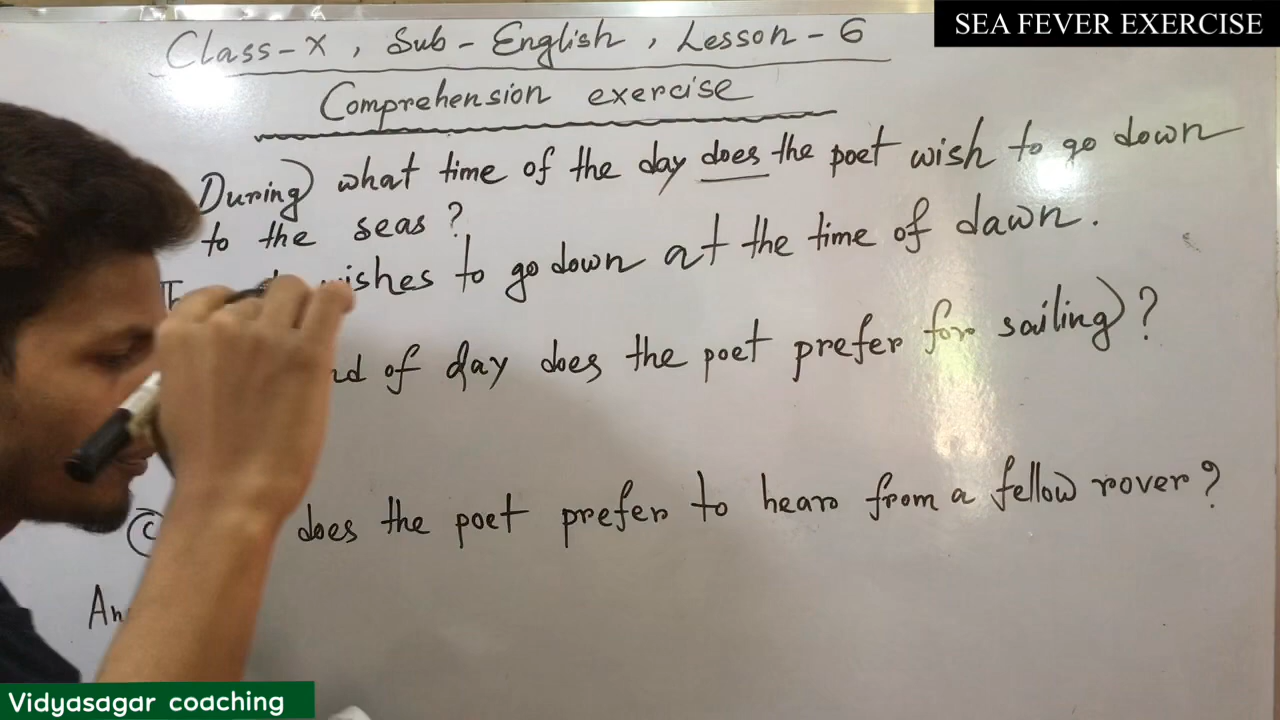 SEA FEVER EXERCISE
Class-X, Sub-English, Lesson-6
Comprehension exercise
During what time of the day does the poet wish to go down
to the seas?
to go down at the time of dawn.
of day does the poet prefer for sailing?
(C) does the poet prefer to hear from a fellow rover?
Vidyasagar coaching